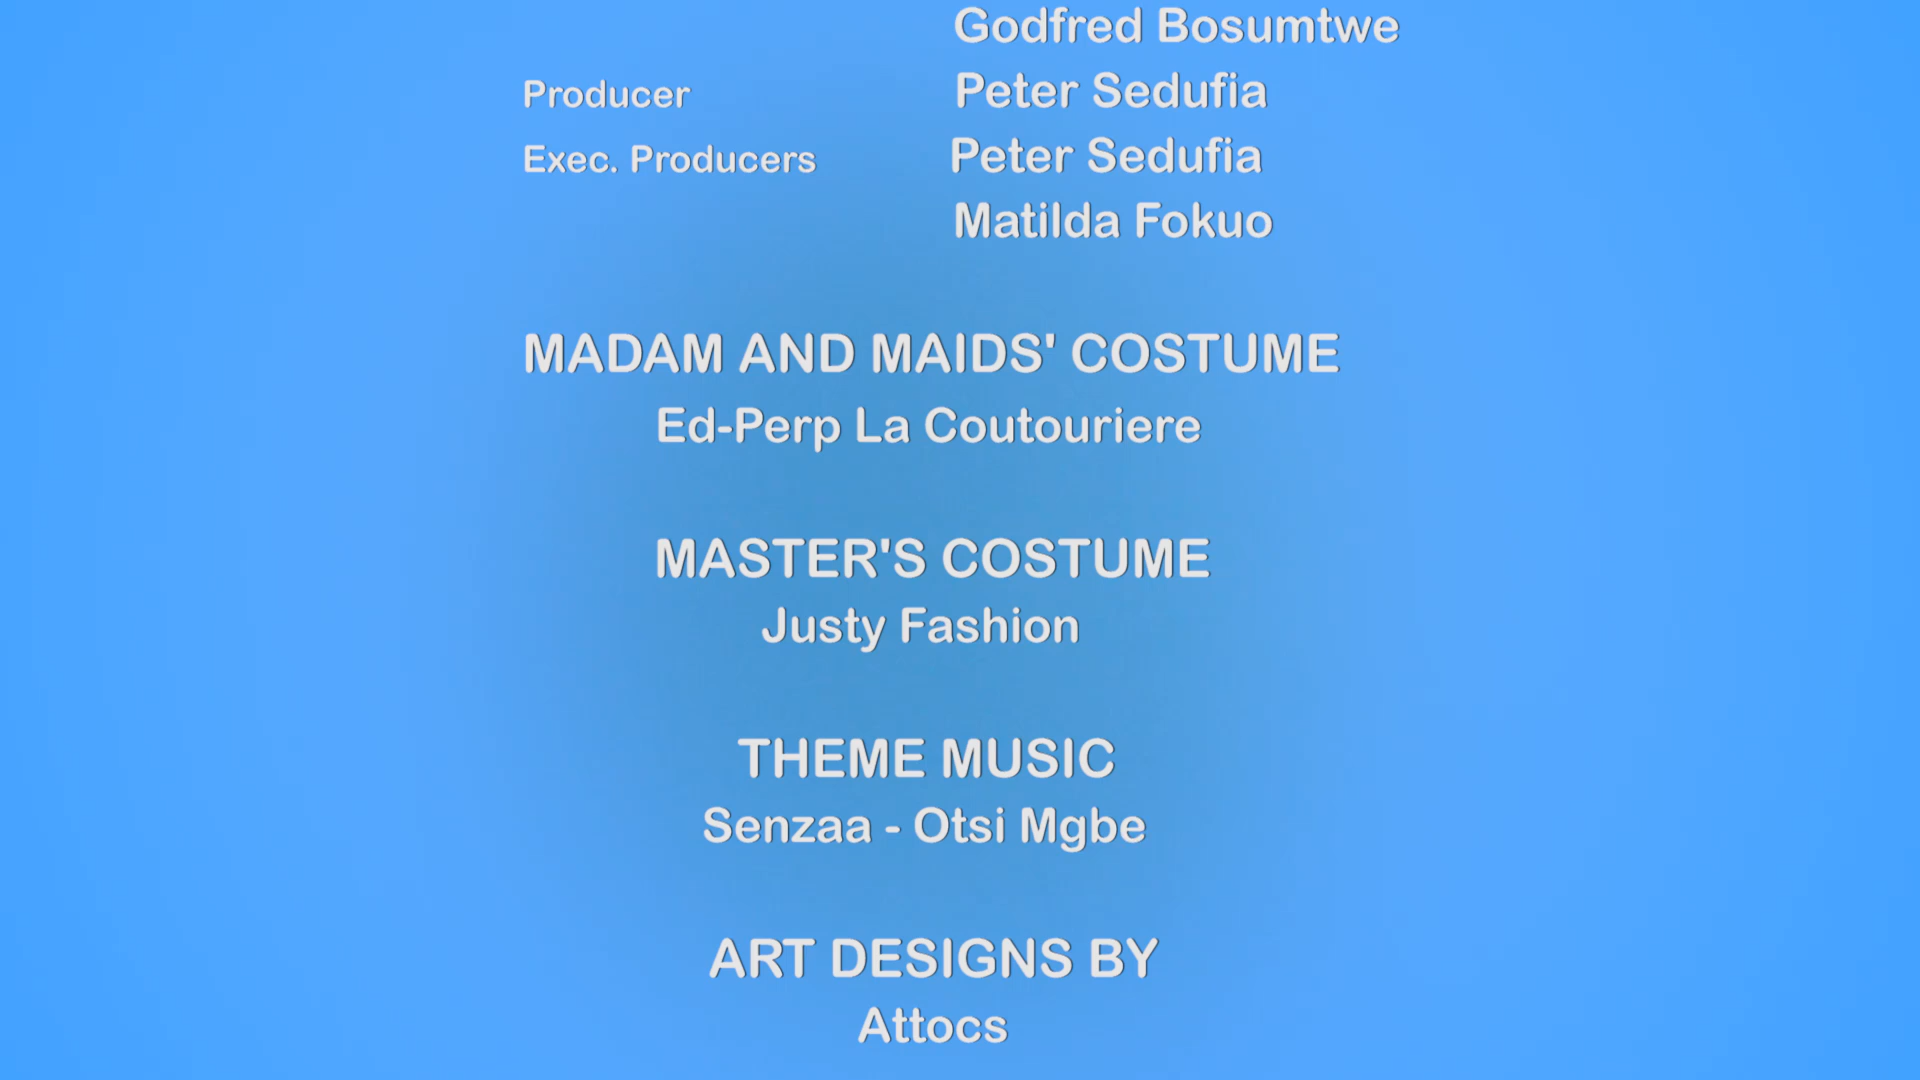 Godfred Bosumtwe
Producer Peter Sedufia
Exec. Producers Peter Sedufia
Matilda Fokuo
MADAM AND MAIDS' COSTUME
Ed-Perp La Coutouriere
MASTER'S COSTUME
Justy Fashion
THEME MUSIC
Senzaa - Otsi Mgbe
ART DESIGNS BY
Attocs